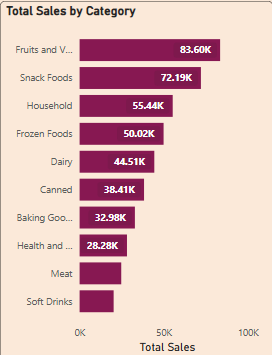 Total Sales by Category
Fruits and V... 83.60K
Snack Foods 72.19K
Household 55.44K
Frozen Foods 50.02K
Dairy 44.51K
Canned 38.41K
Baking Goo... 32.98K
Health and ... 28.28K
Meat
Soft Drinks
0K 50K 100K
Total Sales